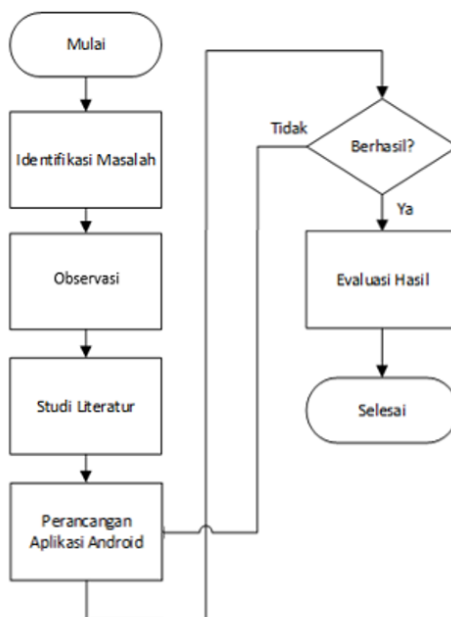 Mulai
Identifikasi Masalah
Observasi
Studi Literatur
Perancangan
Aplikasi Android
Berhasil?
Tidak
Ya
Evaluasi Hasil
Selesai